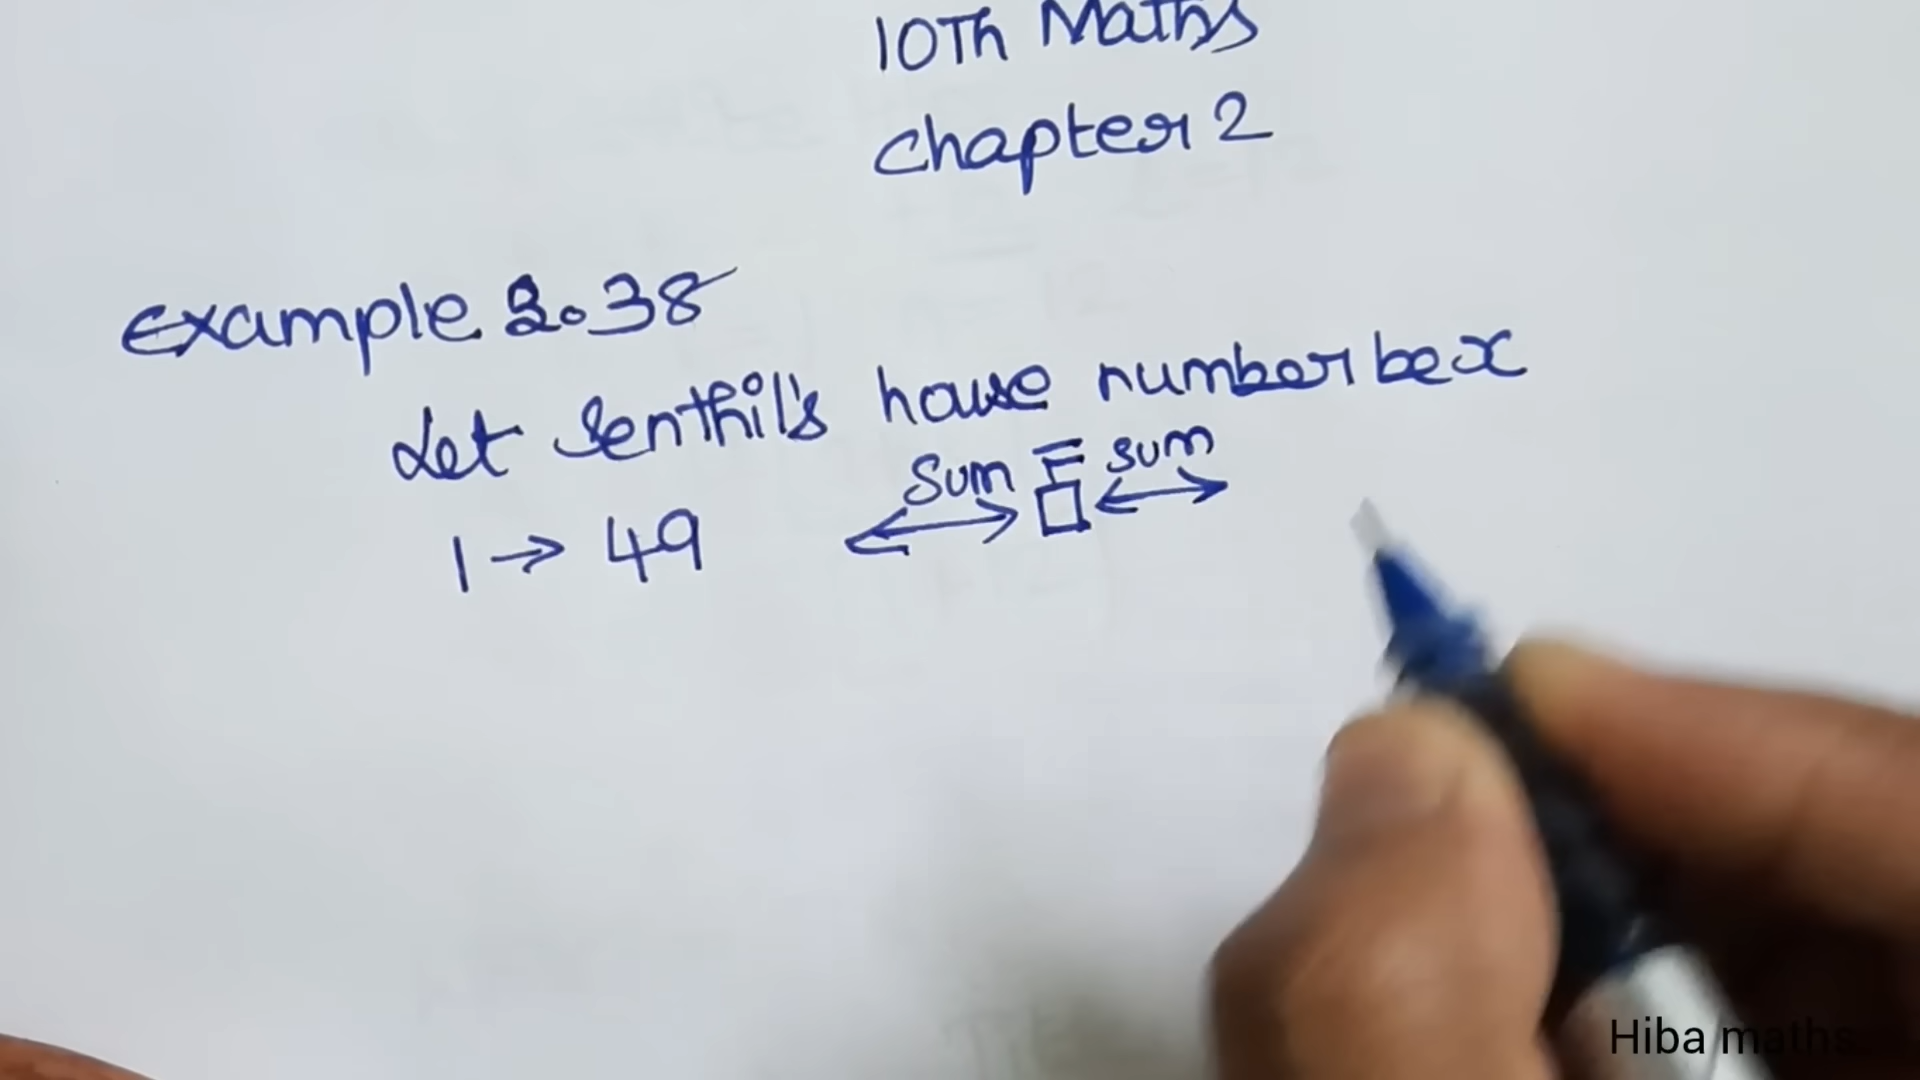 10Th Maths
Chapter 2
Example 2.38
Let Senthil's house number be x
Sum sum
1 → 49
Hiba maths